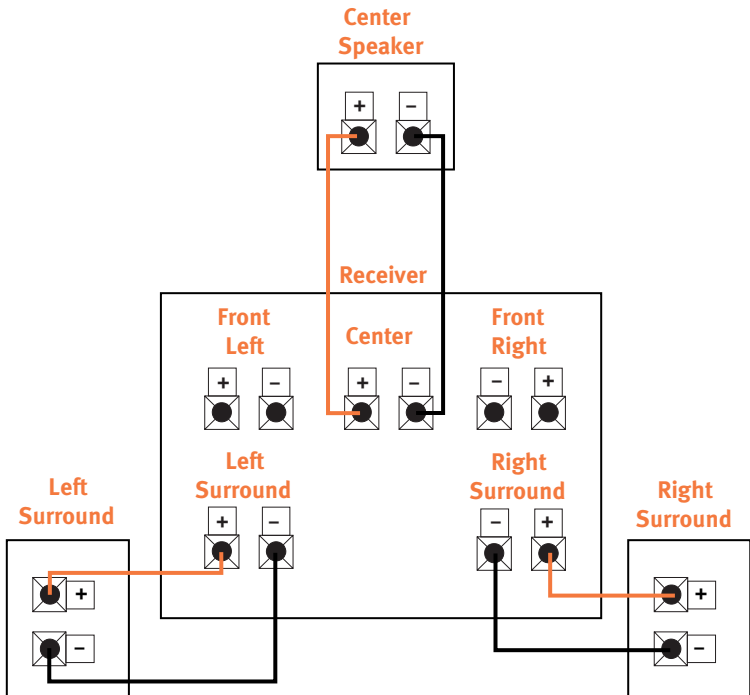 Center
Speaker
+ −
Receiver
Front
Left
Center
Front
Right
+ −
+ −
− +
Left
Surround
Right
Surround
Left
Surround
Right
Surround
+ −
− +
+
−
+
−